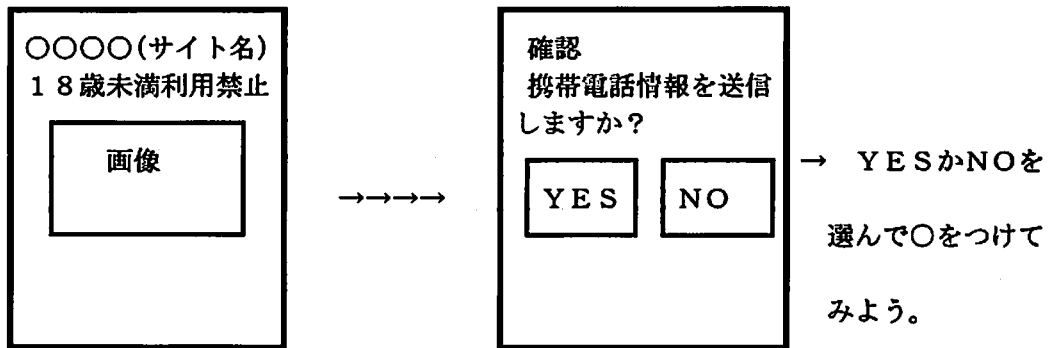 〇〇〇〇(サイト名)
１８歳未満利用禁止
画像
→→→→
確認
携帯電話情報を送信
しますか？
ＹＥＳ
ＮＯ
→ ＹＥＳかＮＯを
選んで〇をつけて
みよう。